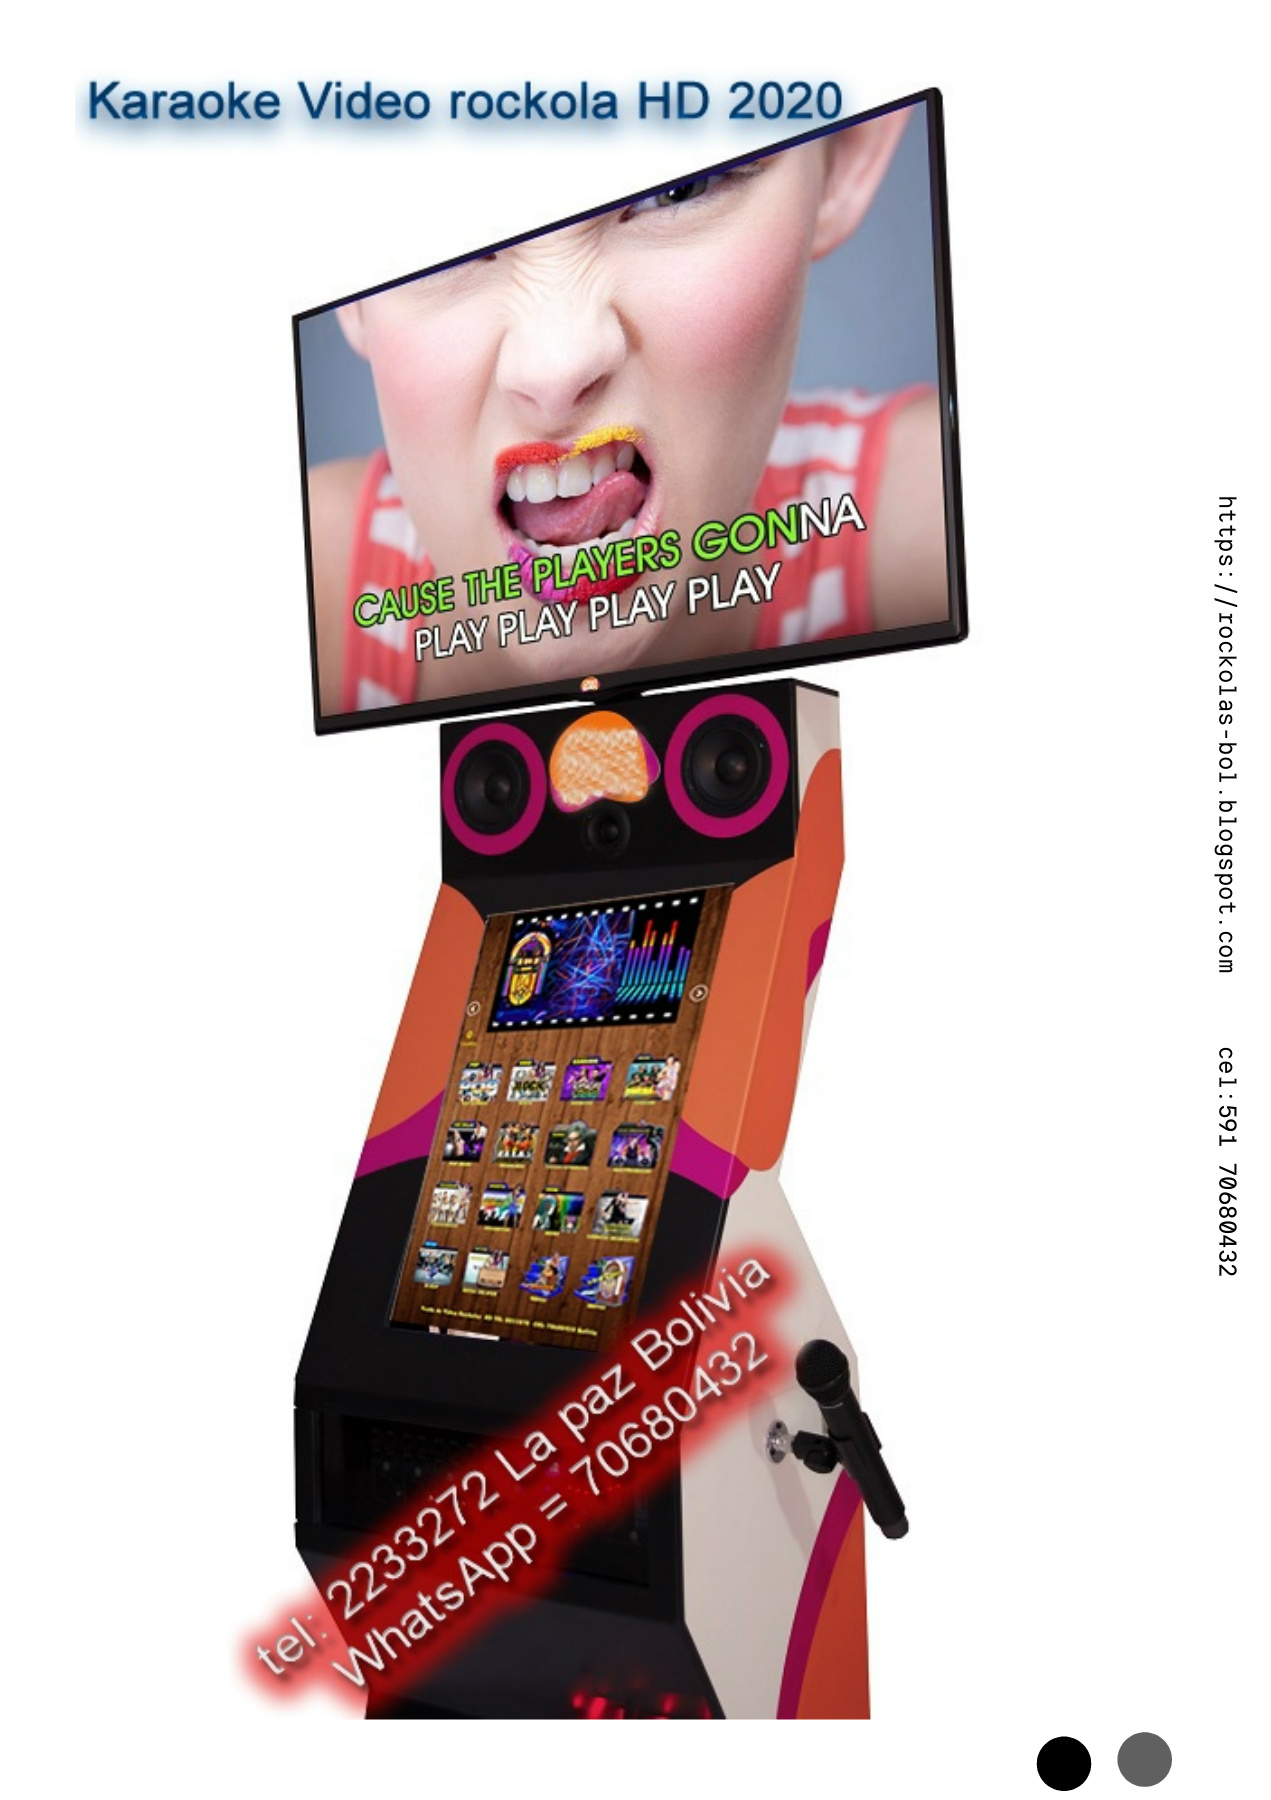 Karaoke Video rockola HD 2020
CAUSE THE PLAYERS GONNA
PLAY PLAY PLAY PLAY
tel: 2233272 La paz Bolivia
WhatsApp = 70680432
https://rockolas-bol.blogspot.com cel:591 70680432